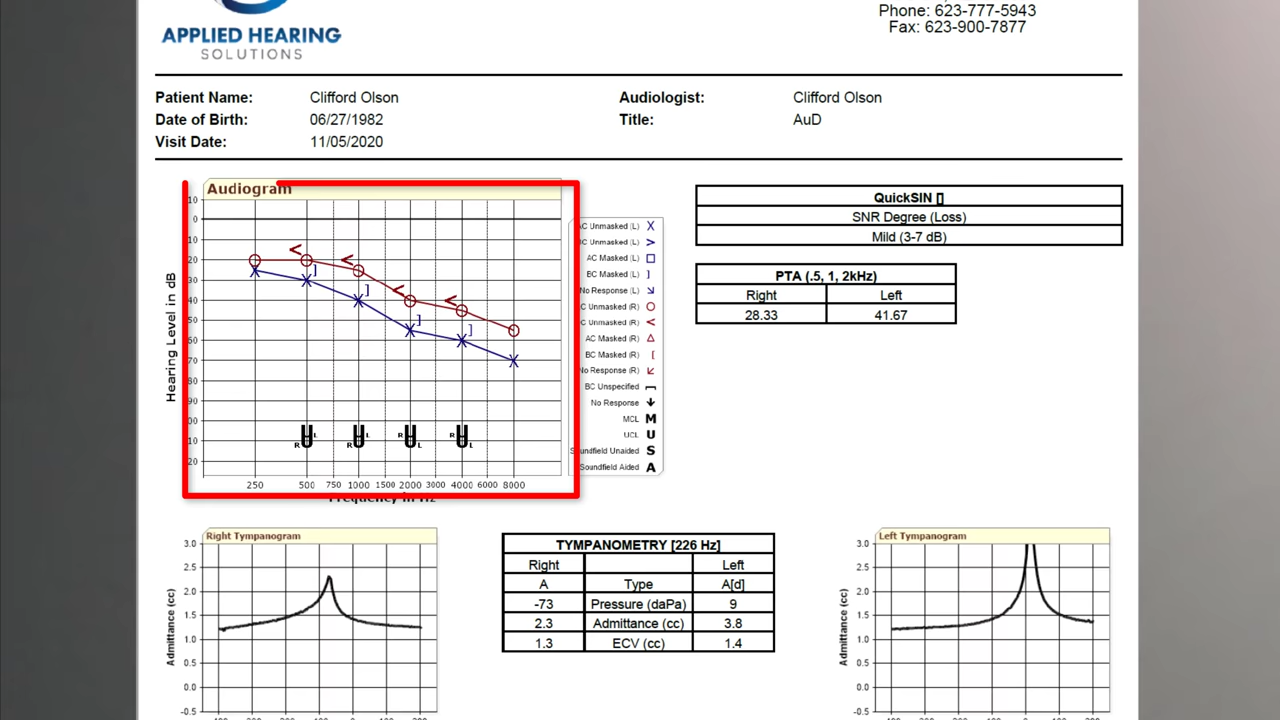 Phone: 623-777-5943
Fax: 623-900-7877
APPLIED HEARING
SOLUTIONS
Patient Name: Clifford Olson Audiologist: Clifford Olson
Date of Birth: 06/27/1982 Title: AuD
Visit Date: 11/05/2020
Audiogram
10
0
10
20
30
40
50
60
70
80
90
00
10
20
Hearing Level in dB
R L R L R L R L
250 500 750 1000 1500 2000 3000 4000 6000 8000
Frequency in Hz
AC Unmasked (L) X
BC Unmasked (L) >
AC Masked (L)
BC Masked (L) ]
No Response (L)
AC Unmasked (R) O
BC Unmasked (R) <
AC Masked (R) △
BC Masked (R) [
No Response (R)
BC Unspecified
No Response
MCL M
UCL U
Soundfield Unaided S
Soundfield Aided A
QuickSIN []
SNR Degree (Loss)
Mild (3-7 dB)
PTA (.5, 1, 2kHz)
Right Left
28.33 41.67
Right Tympanogram
3.0
2.5
2.0
1.5
1.0
0.5
0.0
-0.5
Admittance (cc)
TYMPANOMETRY [226 Hz]
Right Left
A Type A[d]
-73 Pressure (daPa) 9
2.3 Admittance (cc) 3.8
1.3 ECV (cc) 1.4
Left Tympanogram
3.0
2.5
2.0
1.5
1.0
0.5
0.0
-0.5
Admittance (cc)